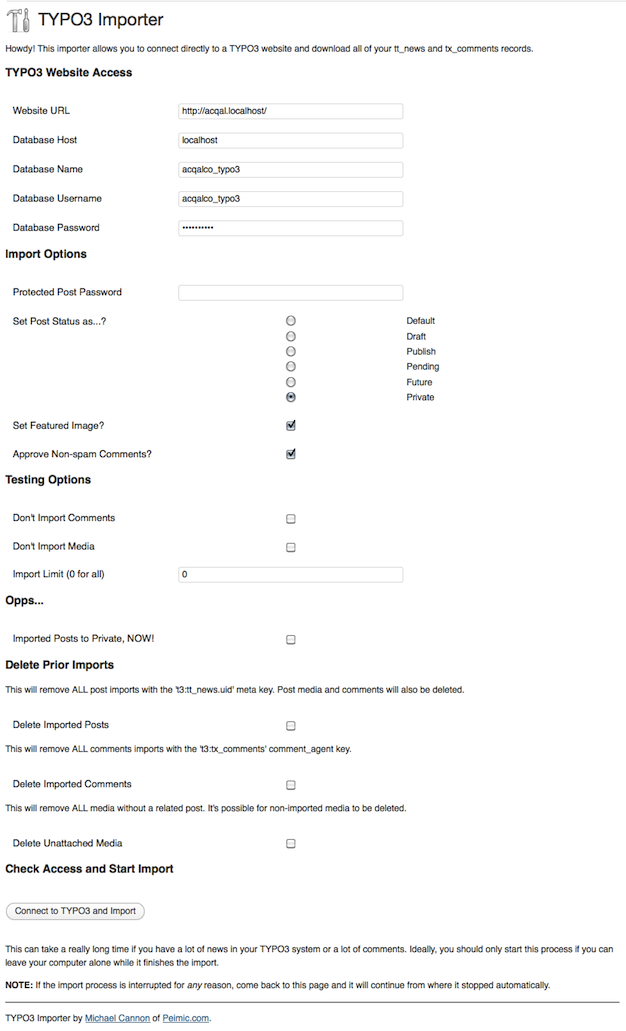 TYPO3 Importer
Howdy! This importer allows you to connect directly to a TYPO3 website and download all of your tt_news and tx_comments records.
TYPO3 Website Access
Website URL http://acqal.localhost/
Database Host localhost
Database Name acqalco_typo3
Database Username acqalco_typo3
Database Password ••••••••••
Import Options
Protected Post Password
Set Post Status as...? Default
Draft
Publish
Pending
Future
Private
Set Featured Image?
Approve Non-spam Comments?
Testing Options
Don't Import Comments
Don't Import Media
Import Limit (0 for all) 0
Opps...
Imported Posts to Private, NOW!
Delete Prior Imports
This will remove ALL post imports with the 't3:tt_news.uid' meta key. Post media and comments will also be deleted.
Delete Imported Posts
This will remove ALL comments imports with the 't3:tx_comments' comment_agent key.
Delete Imported Comments
This will remove ALL media without a related post. It's possible for non-imported media to be deleted.
Delete Unattached Media
Check Access and Start Import
Connect to TYPO3 and Import
This can take a really long time if you have a lot of news in your TYPO3 system or a lot of comments. Ideally, you should only start this process if you can
leave your computer alone while it finishes the import.
NOTE: If the import process is interrupted for any reason, come back to this page and it will continue from where it stopped automatically.
TYPO3 Importer by Michael Cannon of Peimic.com.